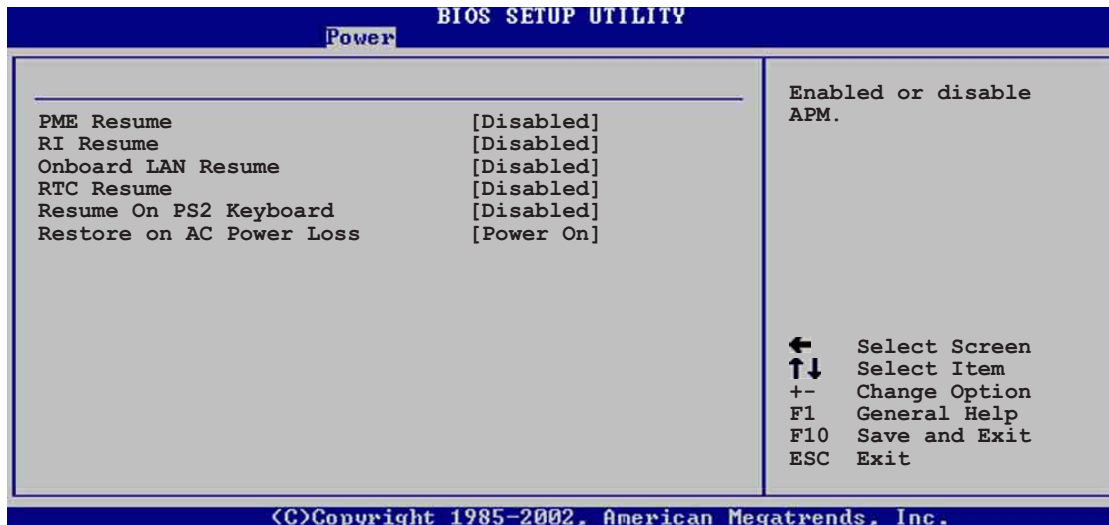 BIOS SETUP UTILITY
Power
PME Resume [Disabled]
RI Resume [Disabled]
Onboard LAN Resume [Disabled]
RTC Resume [Disabled]
Resume On PS2 Keyboard [Disabled]
Restore on AC Power Loss [Power On]
Enabled or disable
APM.
← Select Screen
↑↓ Select Item
+- Change Option
F1 General Help
F10 Save and Exit
ESC Exit
(C)Copyright 1985-2002, American Megatrends, Inc.